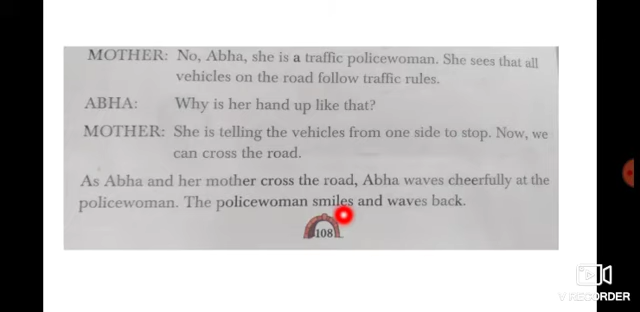 MOTHER: No, Abha, she is a traffic policewoman. She sees that all
vehicles on the road follow traffic rules.
ABHA: Why is her hand up like that?
MOTHER: She is telling the vehicles from one side to stop. Now, we
can cross the road.
As Abha and her mother cross the road, Abha waves cheerfully at the
policewoman. The policewoman smiles and waves back.
108
V RECORDER